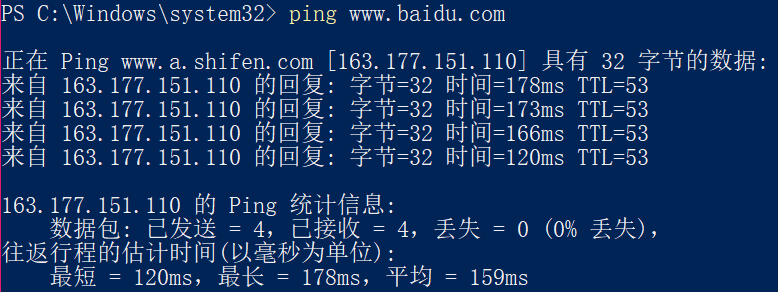 PS C:\Windows\system32> ping www.baidu.com
正在 Ping www.a.shifen.com [163.177.151.110] 具有 32 字节的数据:
来自 163.177.151.110 的回复: 字节=32 时间=178ms TTL=53
来自 163.177.151.110 的回复: 字节=32 时间=173ms TTL=53
来自 163.177.151.110 的回复: 字节=32 时间=166ms TTL=53
来自 163.177.151.110 的回复: 字节=32 时间=120ms TTL=53
163.177.151.110 的 Ping 统计信息:
数据包: 已发送 = 4，已接收 = 4，丢失 = 0 (0% 丢失)，
往返行程的估计时间(以毫秒为单位):
最短 = 120ms，最长 = 178ms，平均 = 159ms